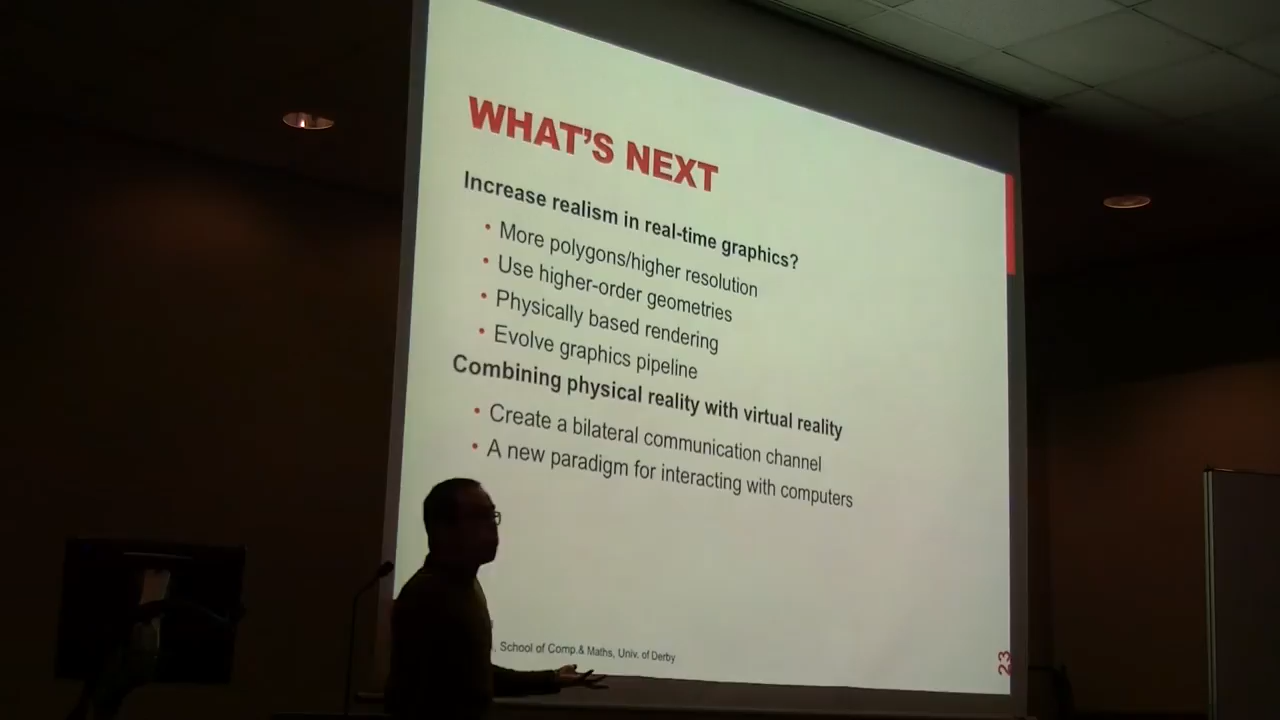 WHAT'S NEXT
Increase realism in real-time graphics?
• More polygons/higher resolution
• Use higher-order geometries
• Physically based rendering
• Evolve graphics pipeline
Combining physical reality with virtual reality
• Create a bilateral communication channel
• A new paradigm for interacting with computers
, School of Comp.& Maths, Univ. of Derby
23